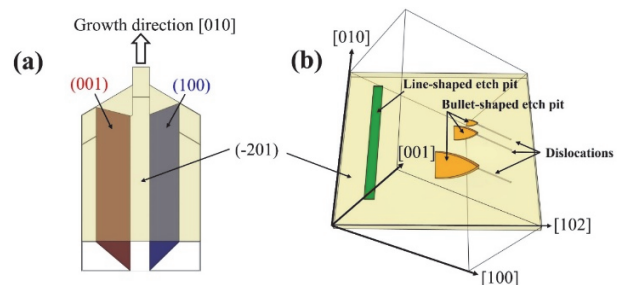 Growth direction [010]
(a)
(001)
(100)
(-201)
(b)
[010]
Line-shaped etch pit
Bullet-shaped etch pit
[001]
Dislocations
[102]
[100]